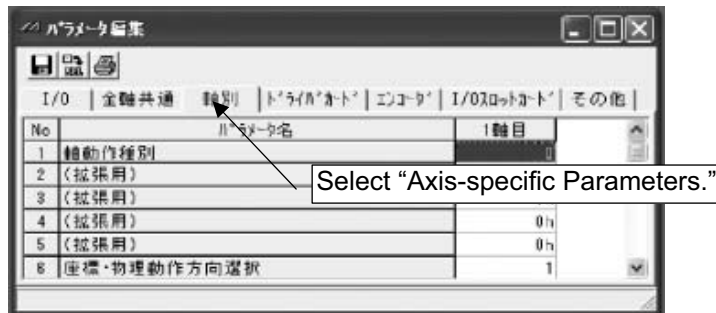 パラメータ編集
I/O 全軸共通 軸別 ﾄﾞﾗｲﾊﾞｶｰﾄﾞ ｴﾝｺｰﾀﾞ I/Oｽﾛｯﾄｶｰﾄﾞ その他
No パラメータ名 1軸目
1 軸動作種別 0
2 (拡張用)
3 (拡張用)
4 (拡張用) 0h
5 (拡張用) 0h
6 座標・物理動作方向選択 1
Select “Axis-specific Parameters.”